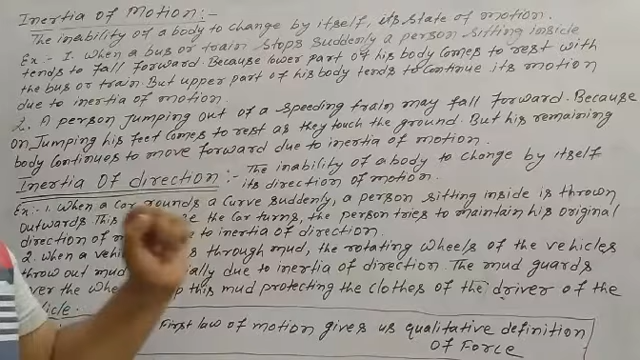 Inertia of Motion:-
The inability of a body to change by itself, its state of motion.
Ex:- 1. When a bus or train stops suddenly a person sitting inside
tends to fall forward. Because lower part of his body comes to rest with
the bus or train. But upper part of his body tends to continue its motion
due to inertia of motion.
2. A person jumping out of a speeding train may fall forward. Because
on Jumping his feet comes to rest as they touch the ground. But his remaining
body continues to move forward due to inertia of motion.
Inertia Of direction:- The inability of a body to change by itself
its direction of motion.
Ex:- 1. When a car rounds a curve suddenly, a person sitting inside is thrown
outwards This the car turns, the person tries to maintain his original
direction of to inertia of direction.
2. When a through mud, the rotating wheels of the vehicles
throw out mud due to inertia of direction. The mud guards
over the this mud protecting the clothes of the driver of the
First law of motion gives us qualitative definition
Of Force